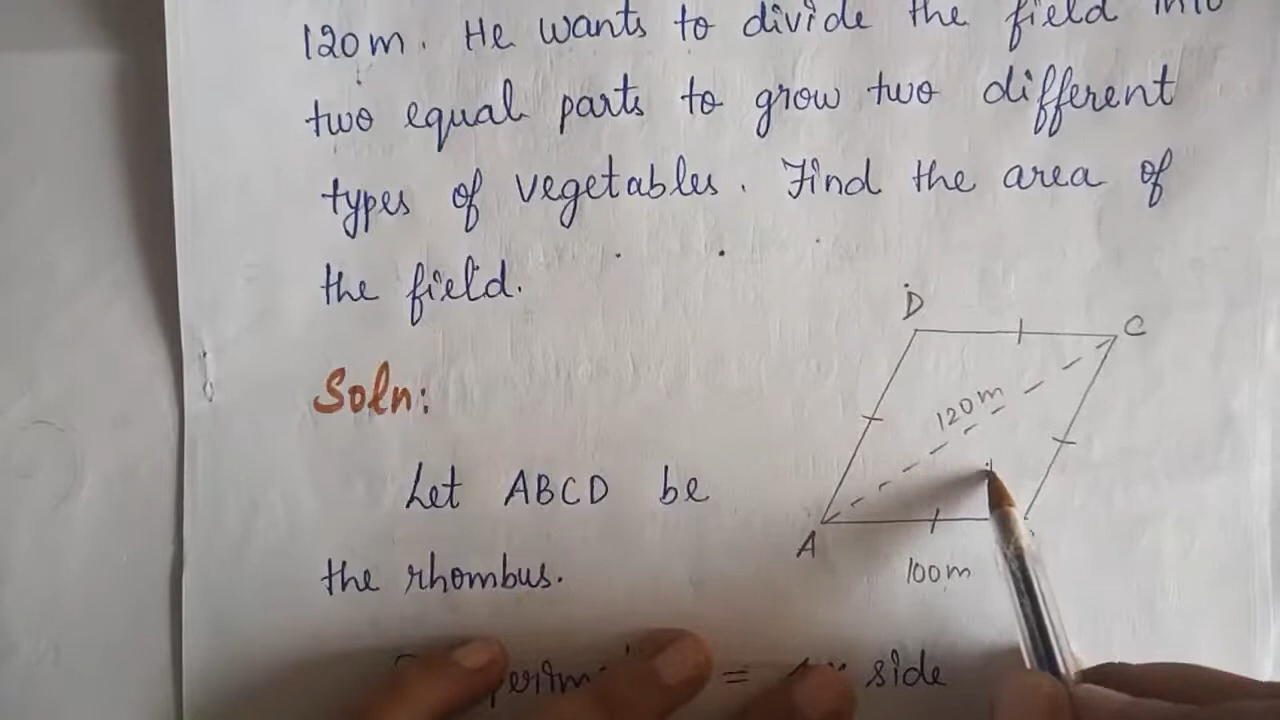 120m. He wants to divide the field into
two equal parts to grow two different
types of vegetables. Find the area of
the field.
D
C
120m
Soln:
Let ABCD be
A
100m
the rhombus.
= side